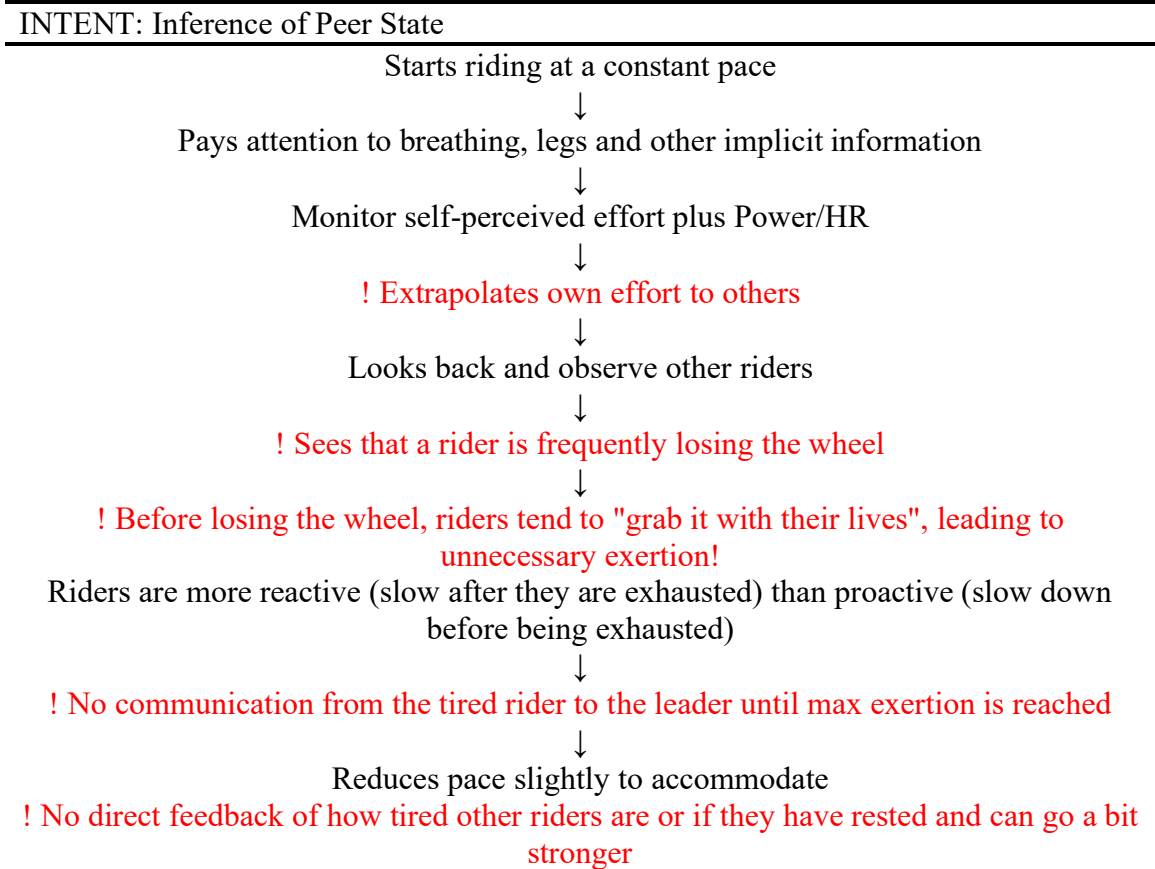 INTENT: Inference of Peer State
Starts riding at a constant pace
↓
Pays attention to breathing, legs and other implicit information
↓
Monitor self-perceived effort plus Power/HR
↓
! Extrapolates own effort to others
↓
Looks back and observe other riders
↓
! Sees that a rider is frequently losing the wheel
↓
! Before losing the wheel, riders tend to "grab it with their lives", leading to
unnecessary exertion!
Riders are more reactive (slow after they are exhausted) than proactive (slow down
before being exhausted)
↓
! No communication from the tired rider to the leader until max exertion is reached
↓
Reduces pace slightly to accommodate
! No direct feedback of how tired other riders are or if they have rested and can go a bit
stronger